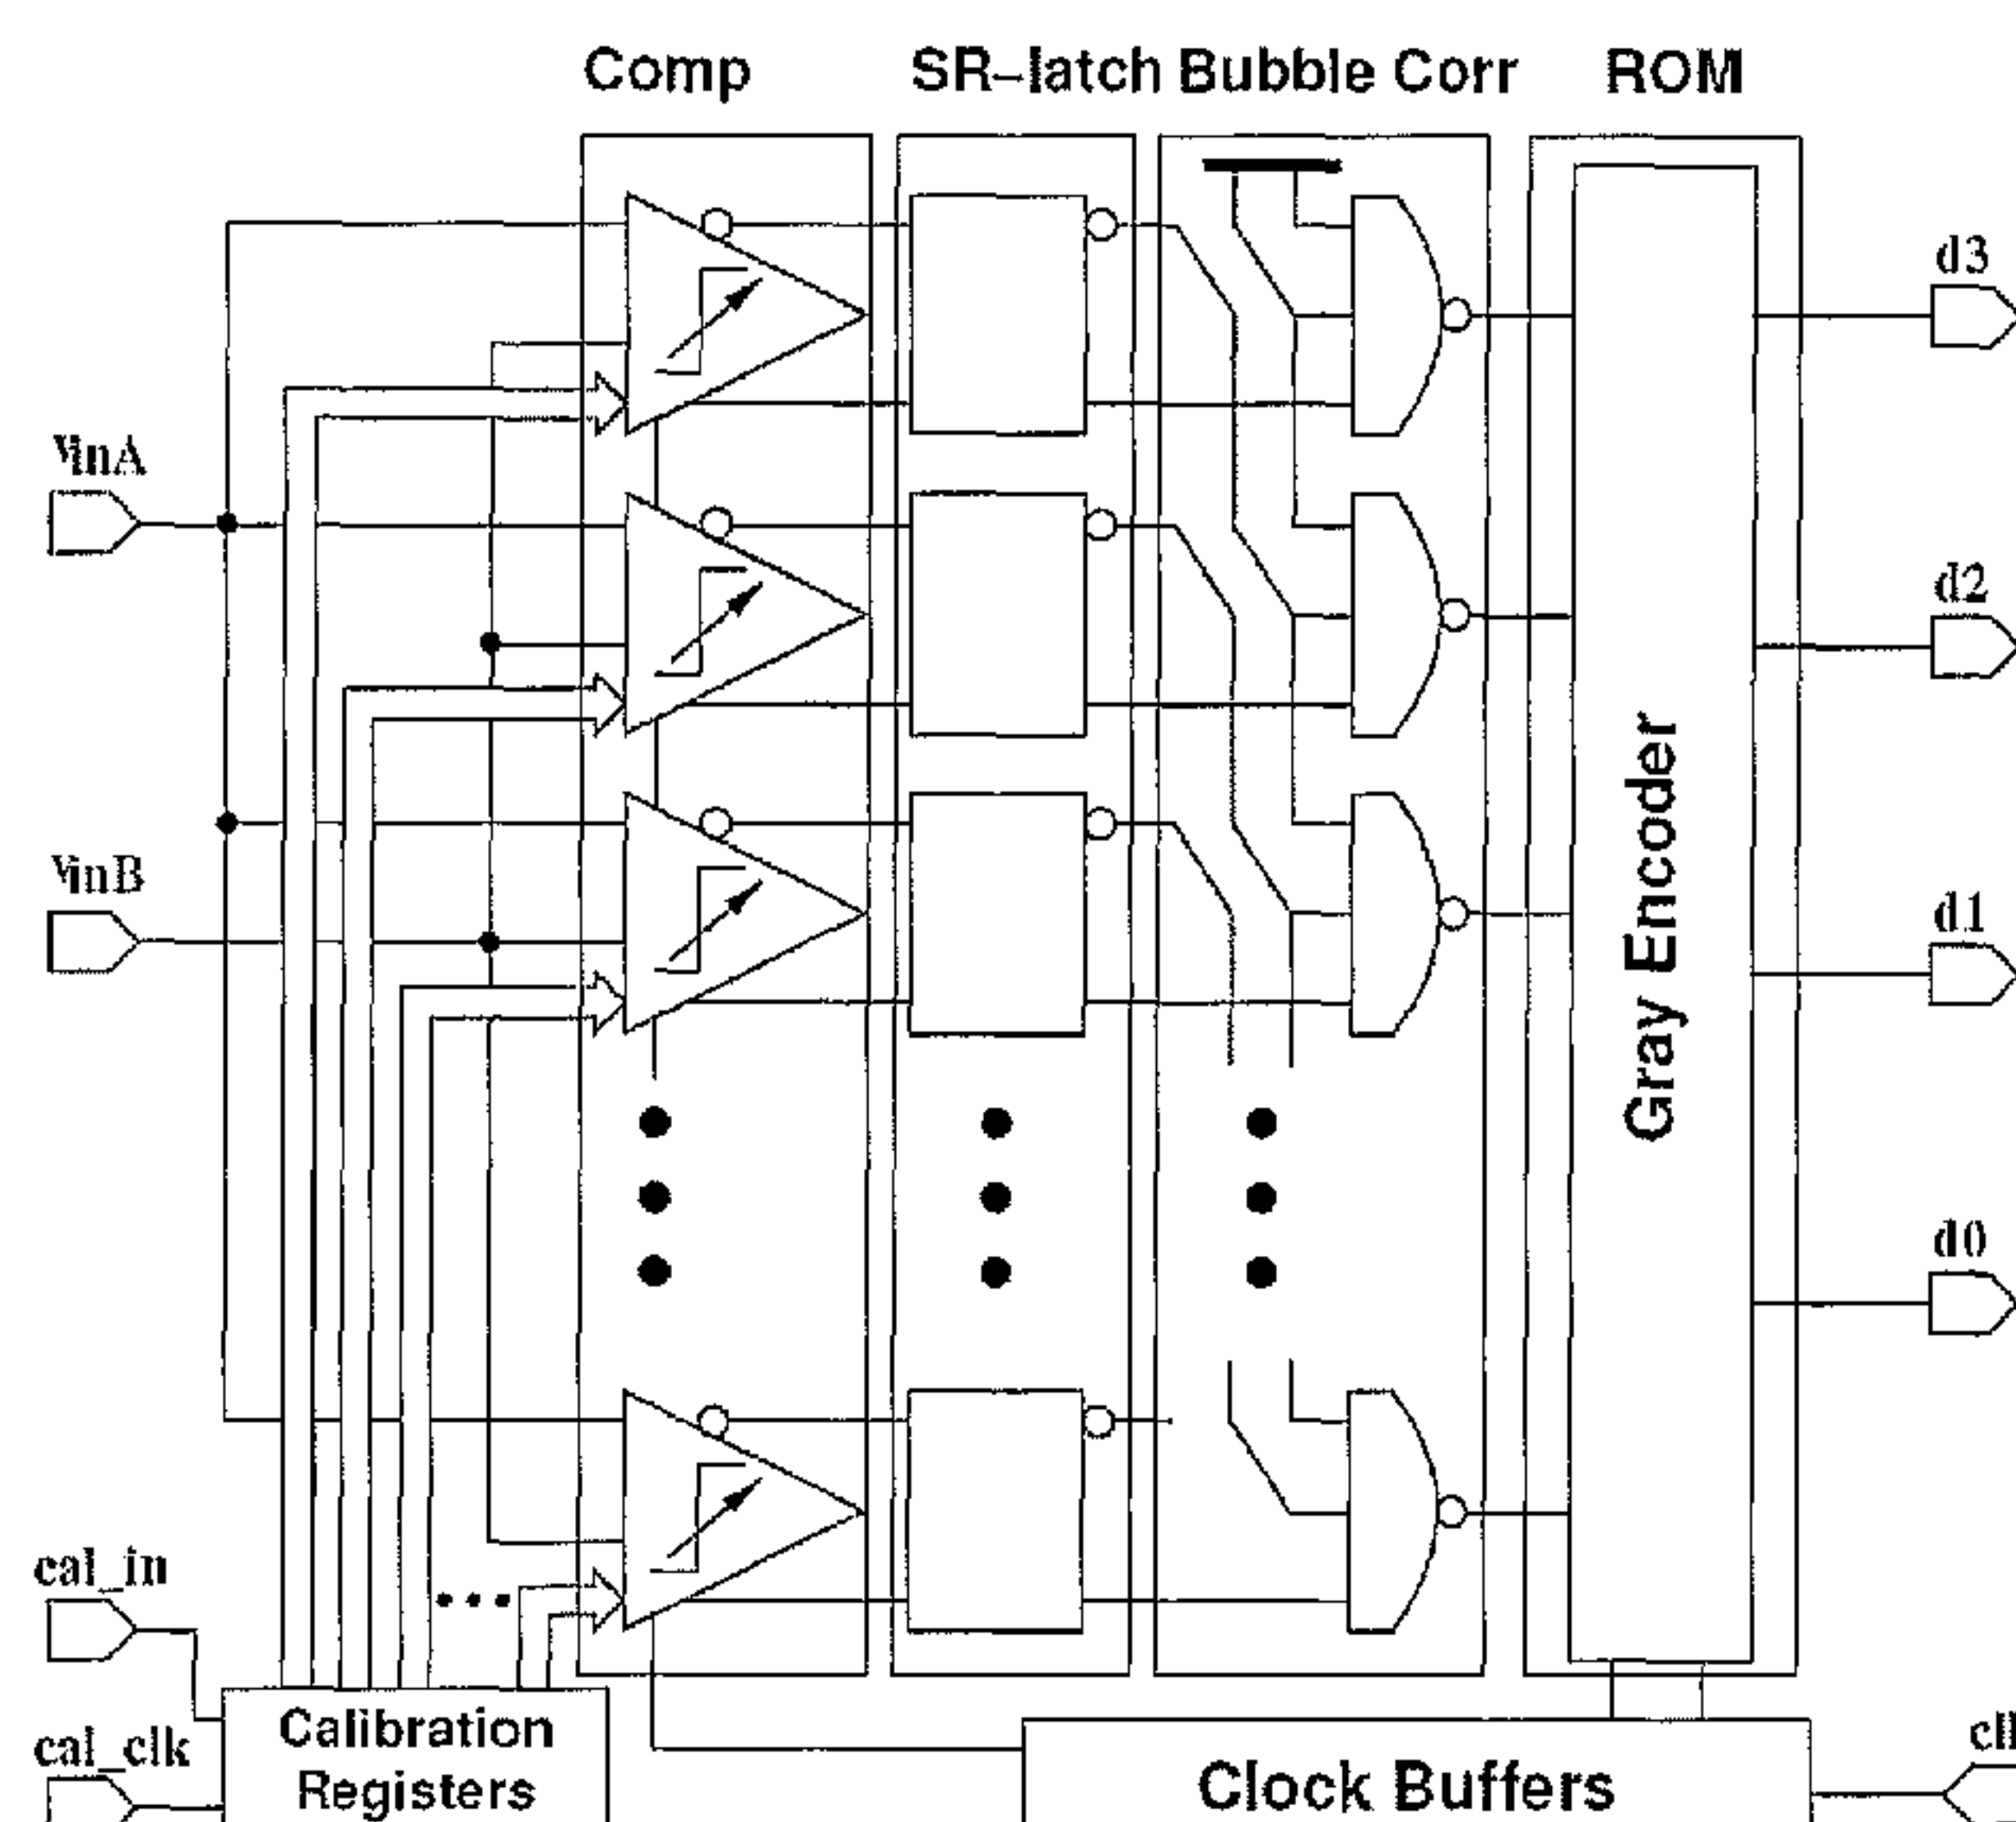 Comp SR-latch Bubble Corr ROM
d3
vinA
d2
Gray Encoder
vinB
d1
d0
cal_in
cal_clk
Calibration
Registers
Clock Buffers